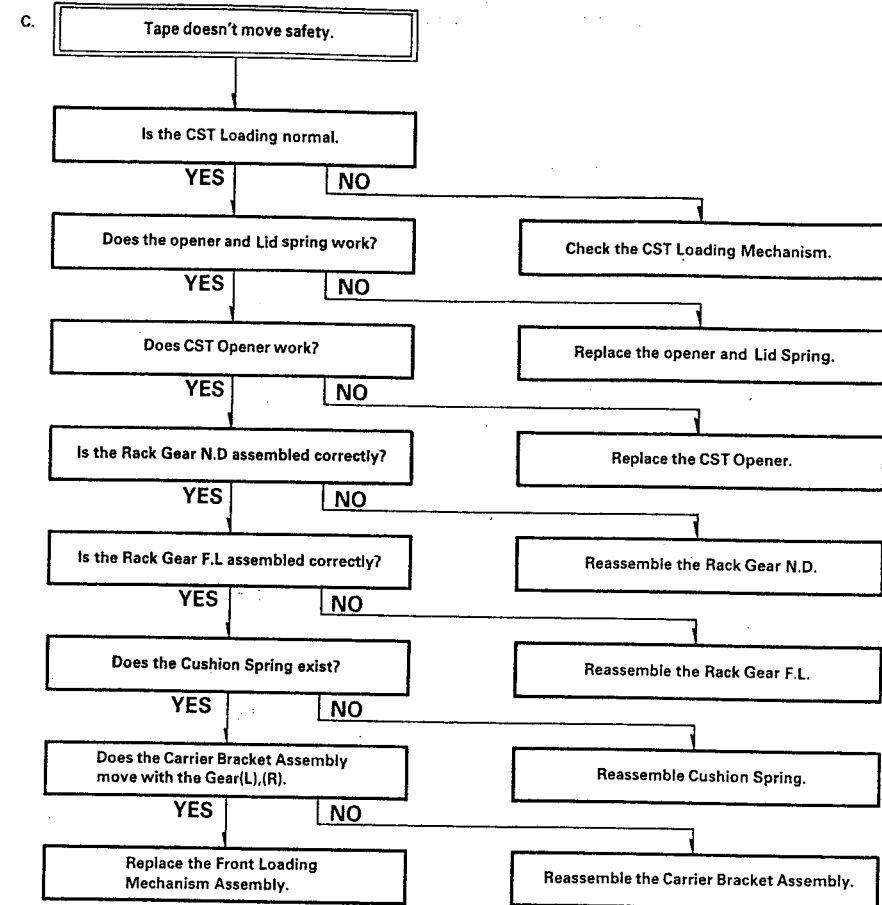 C.
Tape doesn't move safety.
Is the CST Loading normal.
YES
NO
Does the opener and Lid spring work?
Check the CST Loading Mechanism.
YES
NO
Does CST Opener work?
Replace the opener and Lid Spring.
YES
NO
Is the Rack Gear N.D assembled correctly?
Replace the CST Opener.
YES
NO
Is the Rack Gear F.L assembled correctly?
Reassemble the Rack Gear N.D.
YES
NO
Does the Cushion Spring exist?
Reassemble the Rack Gear F.L.
YES
NO
Does the Carrier Bracket Assembly
move with the Gear(L),(R).
Reassemble Cushion Spring.
YES
NO
Replace the Front Loading
Mechanism Assembly.
Reassemble the Carrier Bracket Assembly.